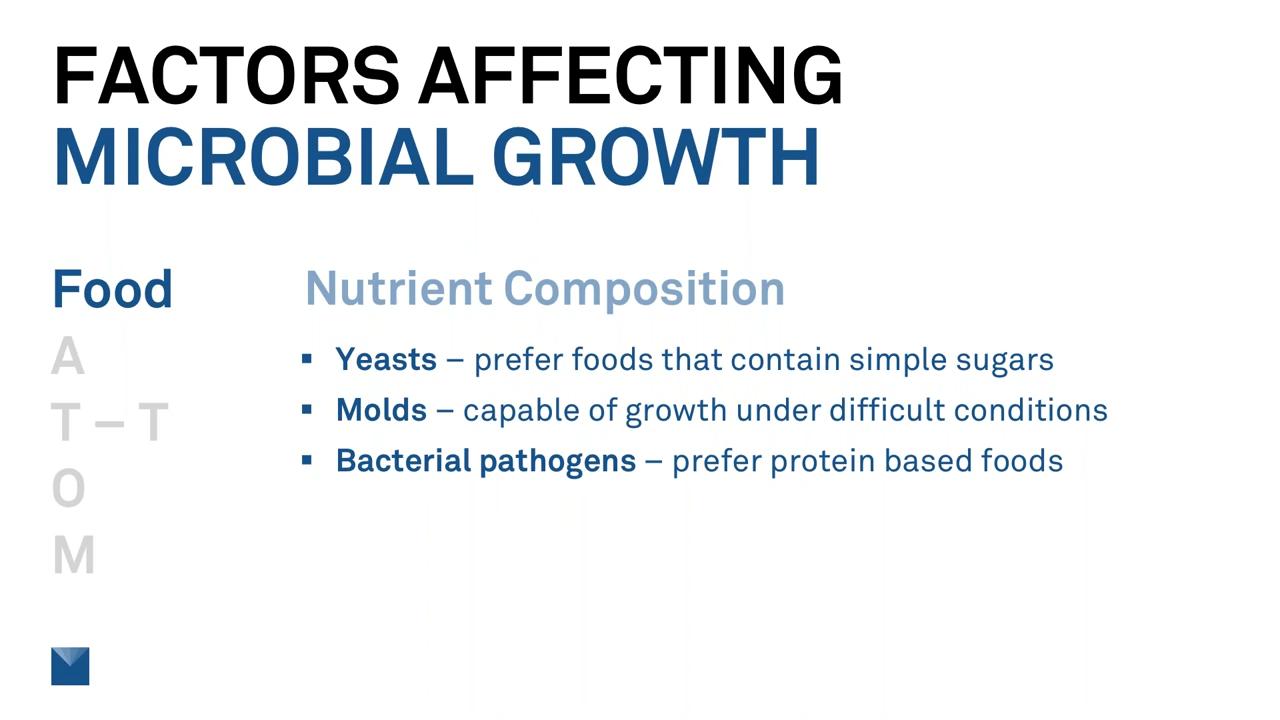 FACTORS AFFECTING
MICROBIAL GROWTH
Food
Nutrient Composition
A
▪ Yeasts – prefer foods that contain simple sugars
T – T
▪ Molds – capable of growth under difficult conditions
▪ Bacterial pathogens – prefer protein based foods
O
M